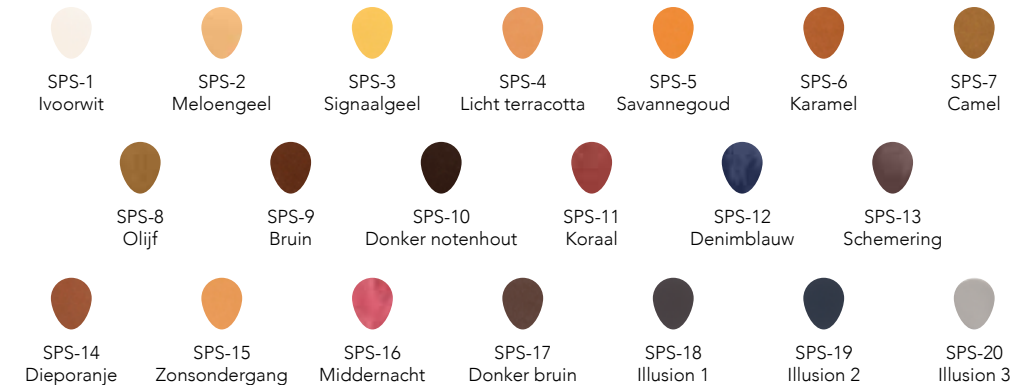 SPS-1 SPS-2 SPS-3 SPS-4 SPS-5 SPS-6 SPS-7
Ivoorwit Meloengeel Signaalgeel Licht terracotta Savannegoud Karamel Camel
SPS-8 SPS-9 SPS-10 SPS-11 SPS-12 SPS-13
Olijf Bruin Donker notenhout Koraal Denimblauw Schemering
SPS-14 SPS-15 SPS-16 SPS-17 SPS-18 SPS-19 SPS-20
Dieporanje Zonsondergang Middernacht Donker bruin Illusion 1 Illusion 2 Illusion 3